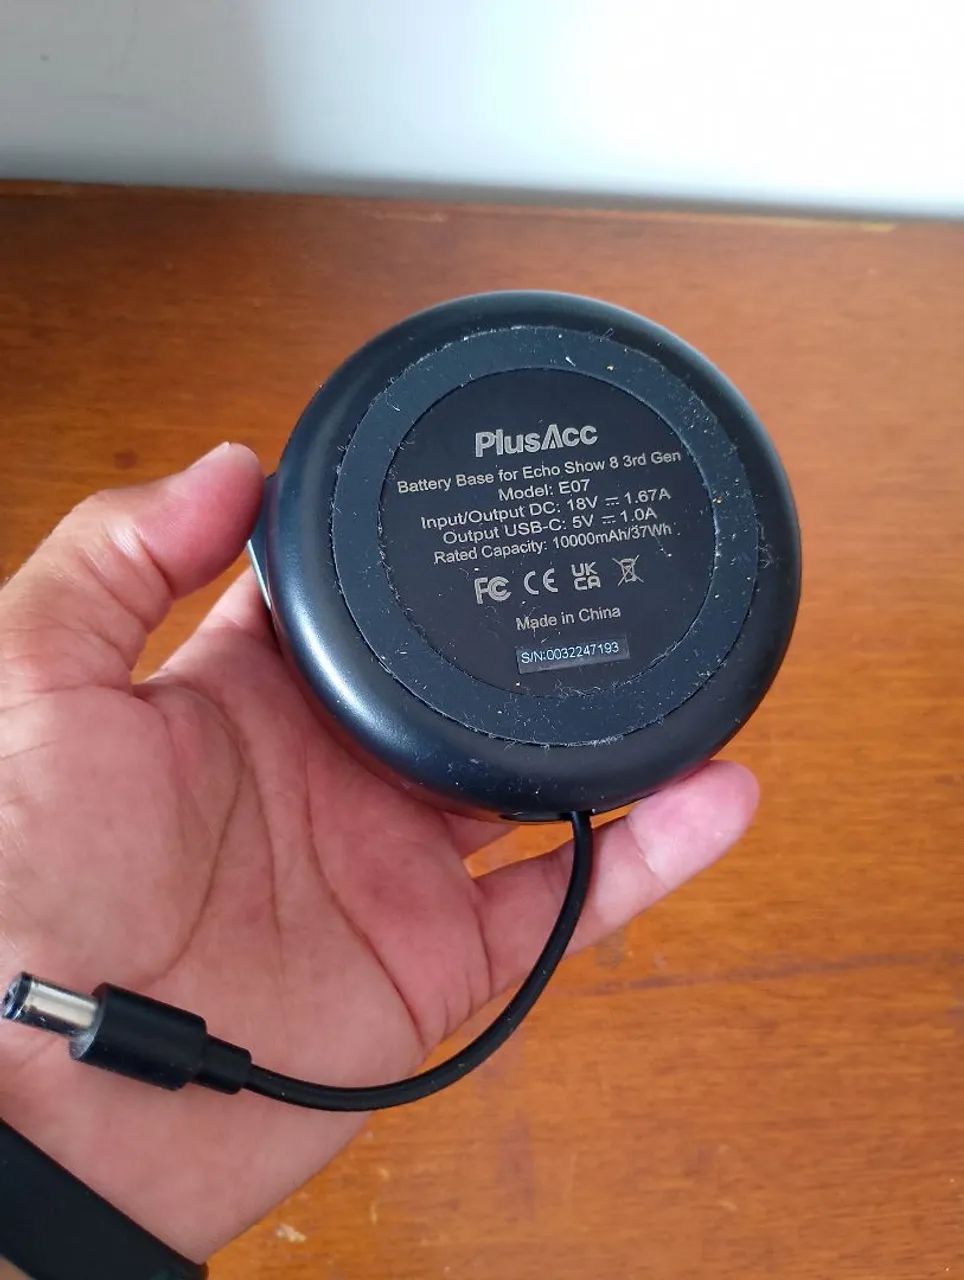 PlusAcc
Battery Base for Echo Show 8 3rd Gen
Model: E07
Input/Output DC: 18V ⎓ 1.67A
Output USB-C: 5V ⎓ 1.0A
Rated Capacity: 10000mAh/37Wh
FC CE UK
CA
Made in China
S/N:0032247193